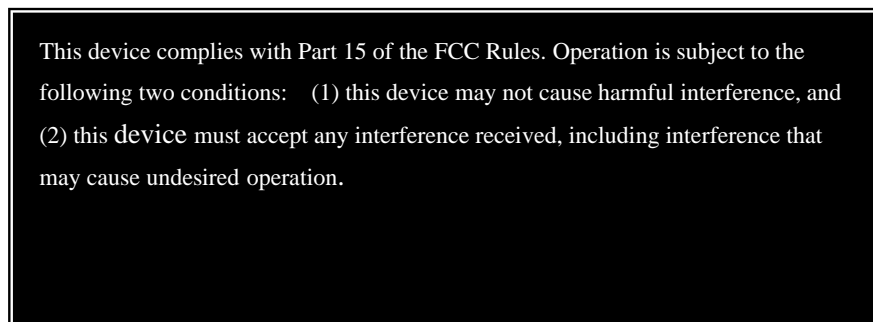 This device complies with Part 15 of the FCC Rules. Operation is subject to the
following two conditions: (1) this device may not cause harmful interference, and
(2) this device must accept any interference received, including interference that
may cause undesired operation.